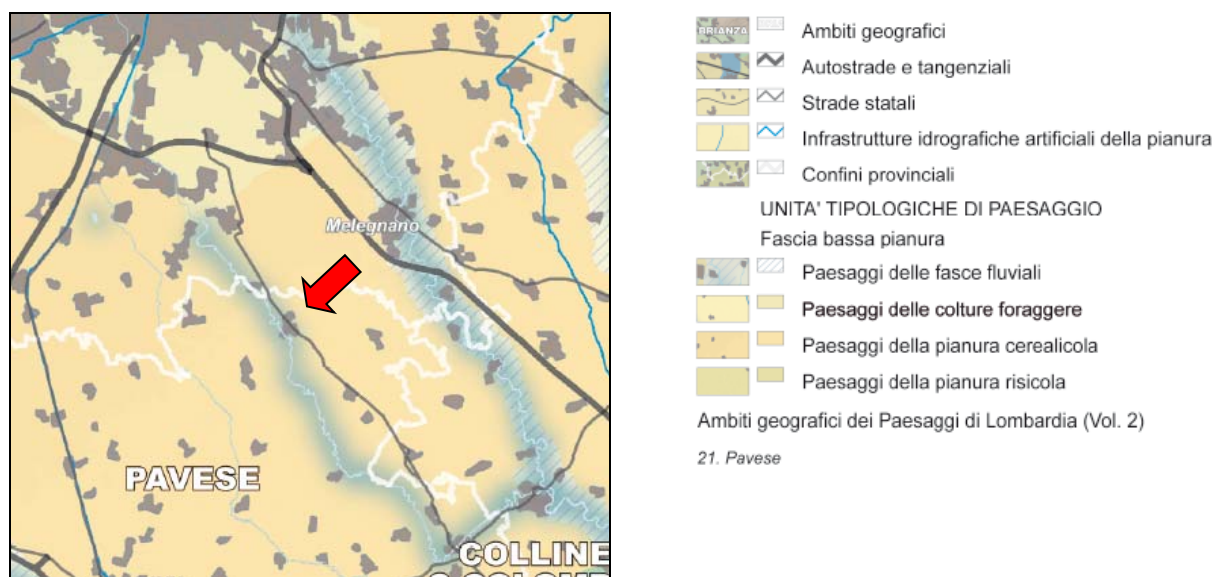 Melegnano
PAVESE
COLLINE
BRIANZA
Ambiti geografici
Autostrade e tangenziali
Strade statali
Infrastrutture idrografiche artificiali della pianura
Confini provinciali
UNITA' TIPOLOGICHE DI PAESAGGIO
Fascia bassa pianura
Paesaggi delle fasce fluviali
Paesaggi delle colture foraggere
Paesaggi della pianura cerealicola
Paesaggi della pianura risicola
Ambiti geografici dei Paesaggi di Lombardia (Vol. 2)
21. Pavese